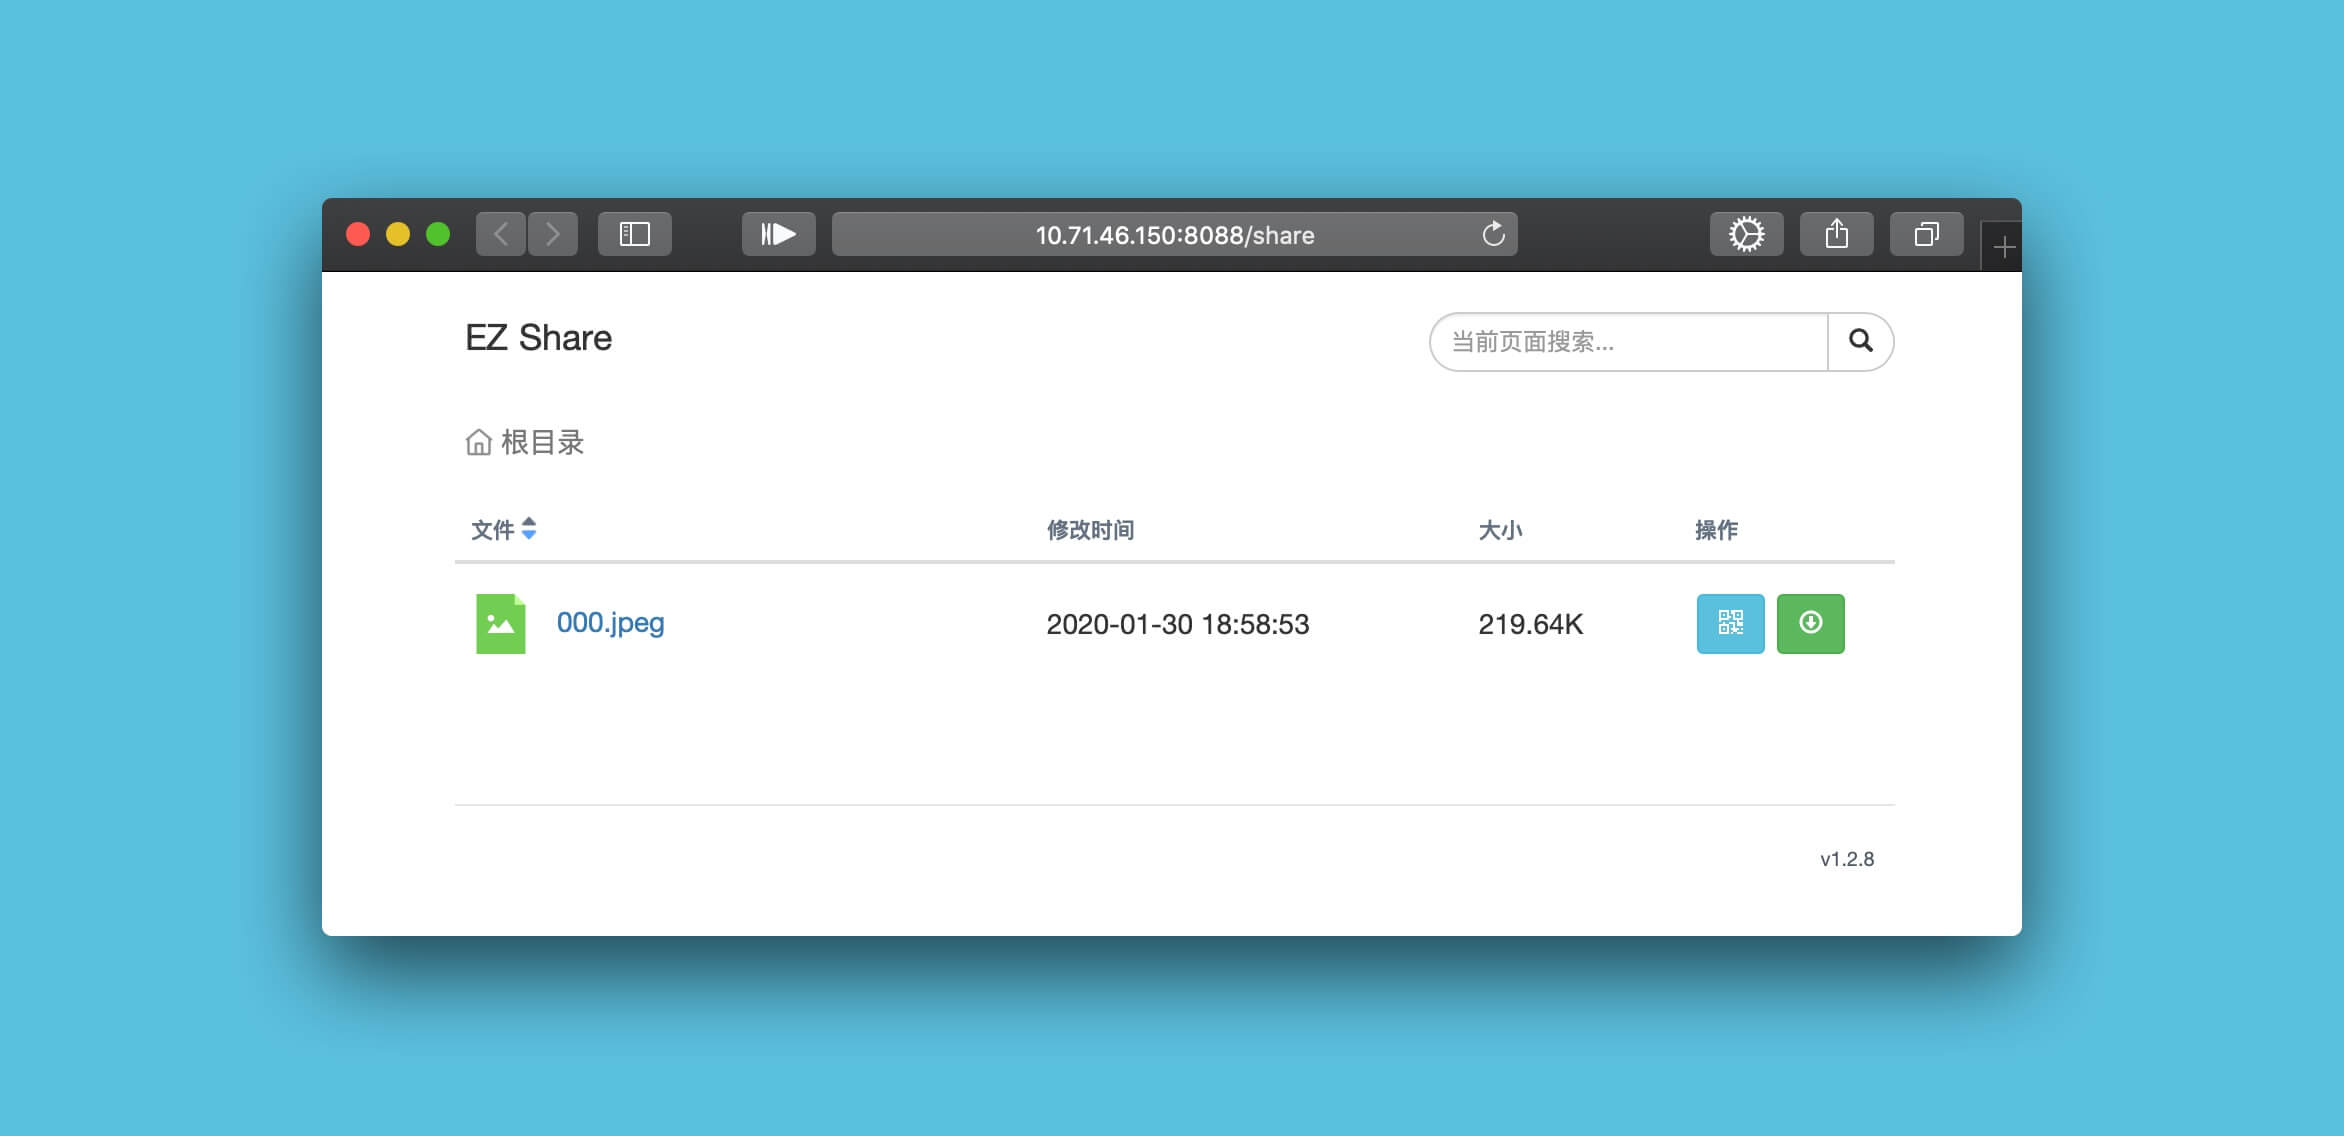 10.71.46.150:8088/share
EZ Share
当前页面搜索...
根目录
文件 修改时间 大小 操作
000.jpeg 2020-01-30 18:58:53 219.64K
v1.2.8